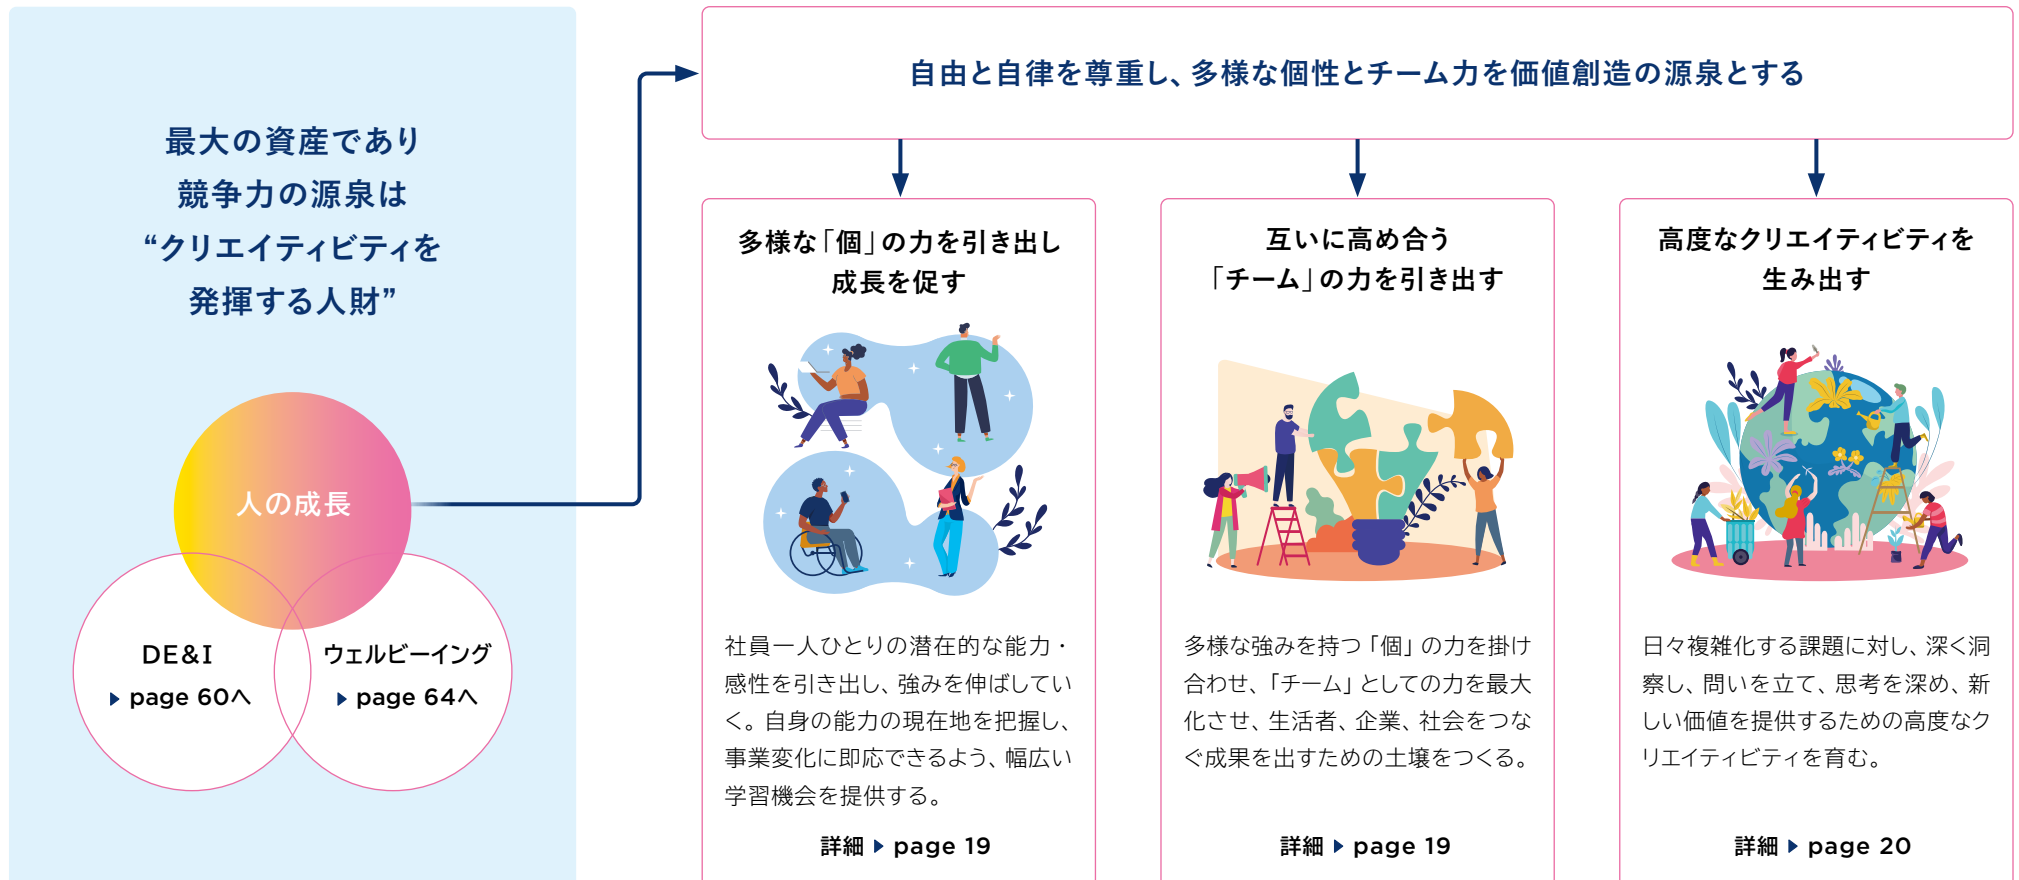 最大の資産であり
競争力の源泉は
“クリエイティビティを
発揮する人財”
人の成長
DE&I
▶ page 60へ
ウェルビーイング
▶ page 64へ
自由と自律を尊重し、多様な個性とチーム力を価値創造の源泉とする
多様な「個」の力を引き出し
成長を促す
社員一人ひとりの潜在的な能力・
感性を引き出し、強みを伸ばしてい
く。自身の能力の現在地を把握し、
事業変化に即応できるよう、幅広い
学習機会を提供する。
詳細 ▶ page 19
互いに高め合う
「チーム」の力を引き出す
多様な強みを持つ「個」の力を掛け
合わせ、「チーム」としての力を最大
化させ、生活者、企業、社会をつな
ぐ成果を出すための土壌をつくる。
詳細 ▶ page 19
高度なクリエイティビティを
生み出す
日々複雑化する課題に対し、深く洞
察し、問いを立て、思考を深め、新
しい価値を提供するための高度なク
リエイティビティを育む。
詳細 ▶ page 20